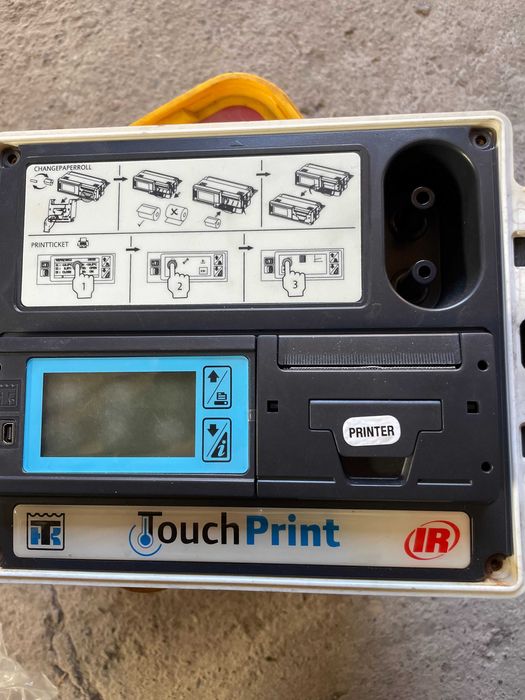 CHANGEPAPERROLL
PRINTTICKET
1
2
3
i
PRINTER
TK
TouchPrint
IR